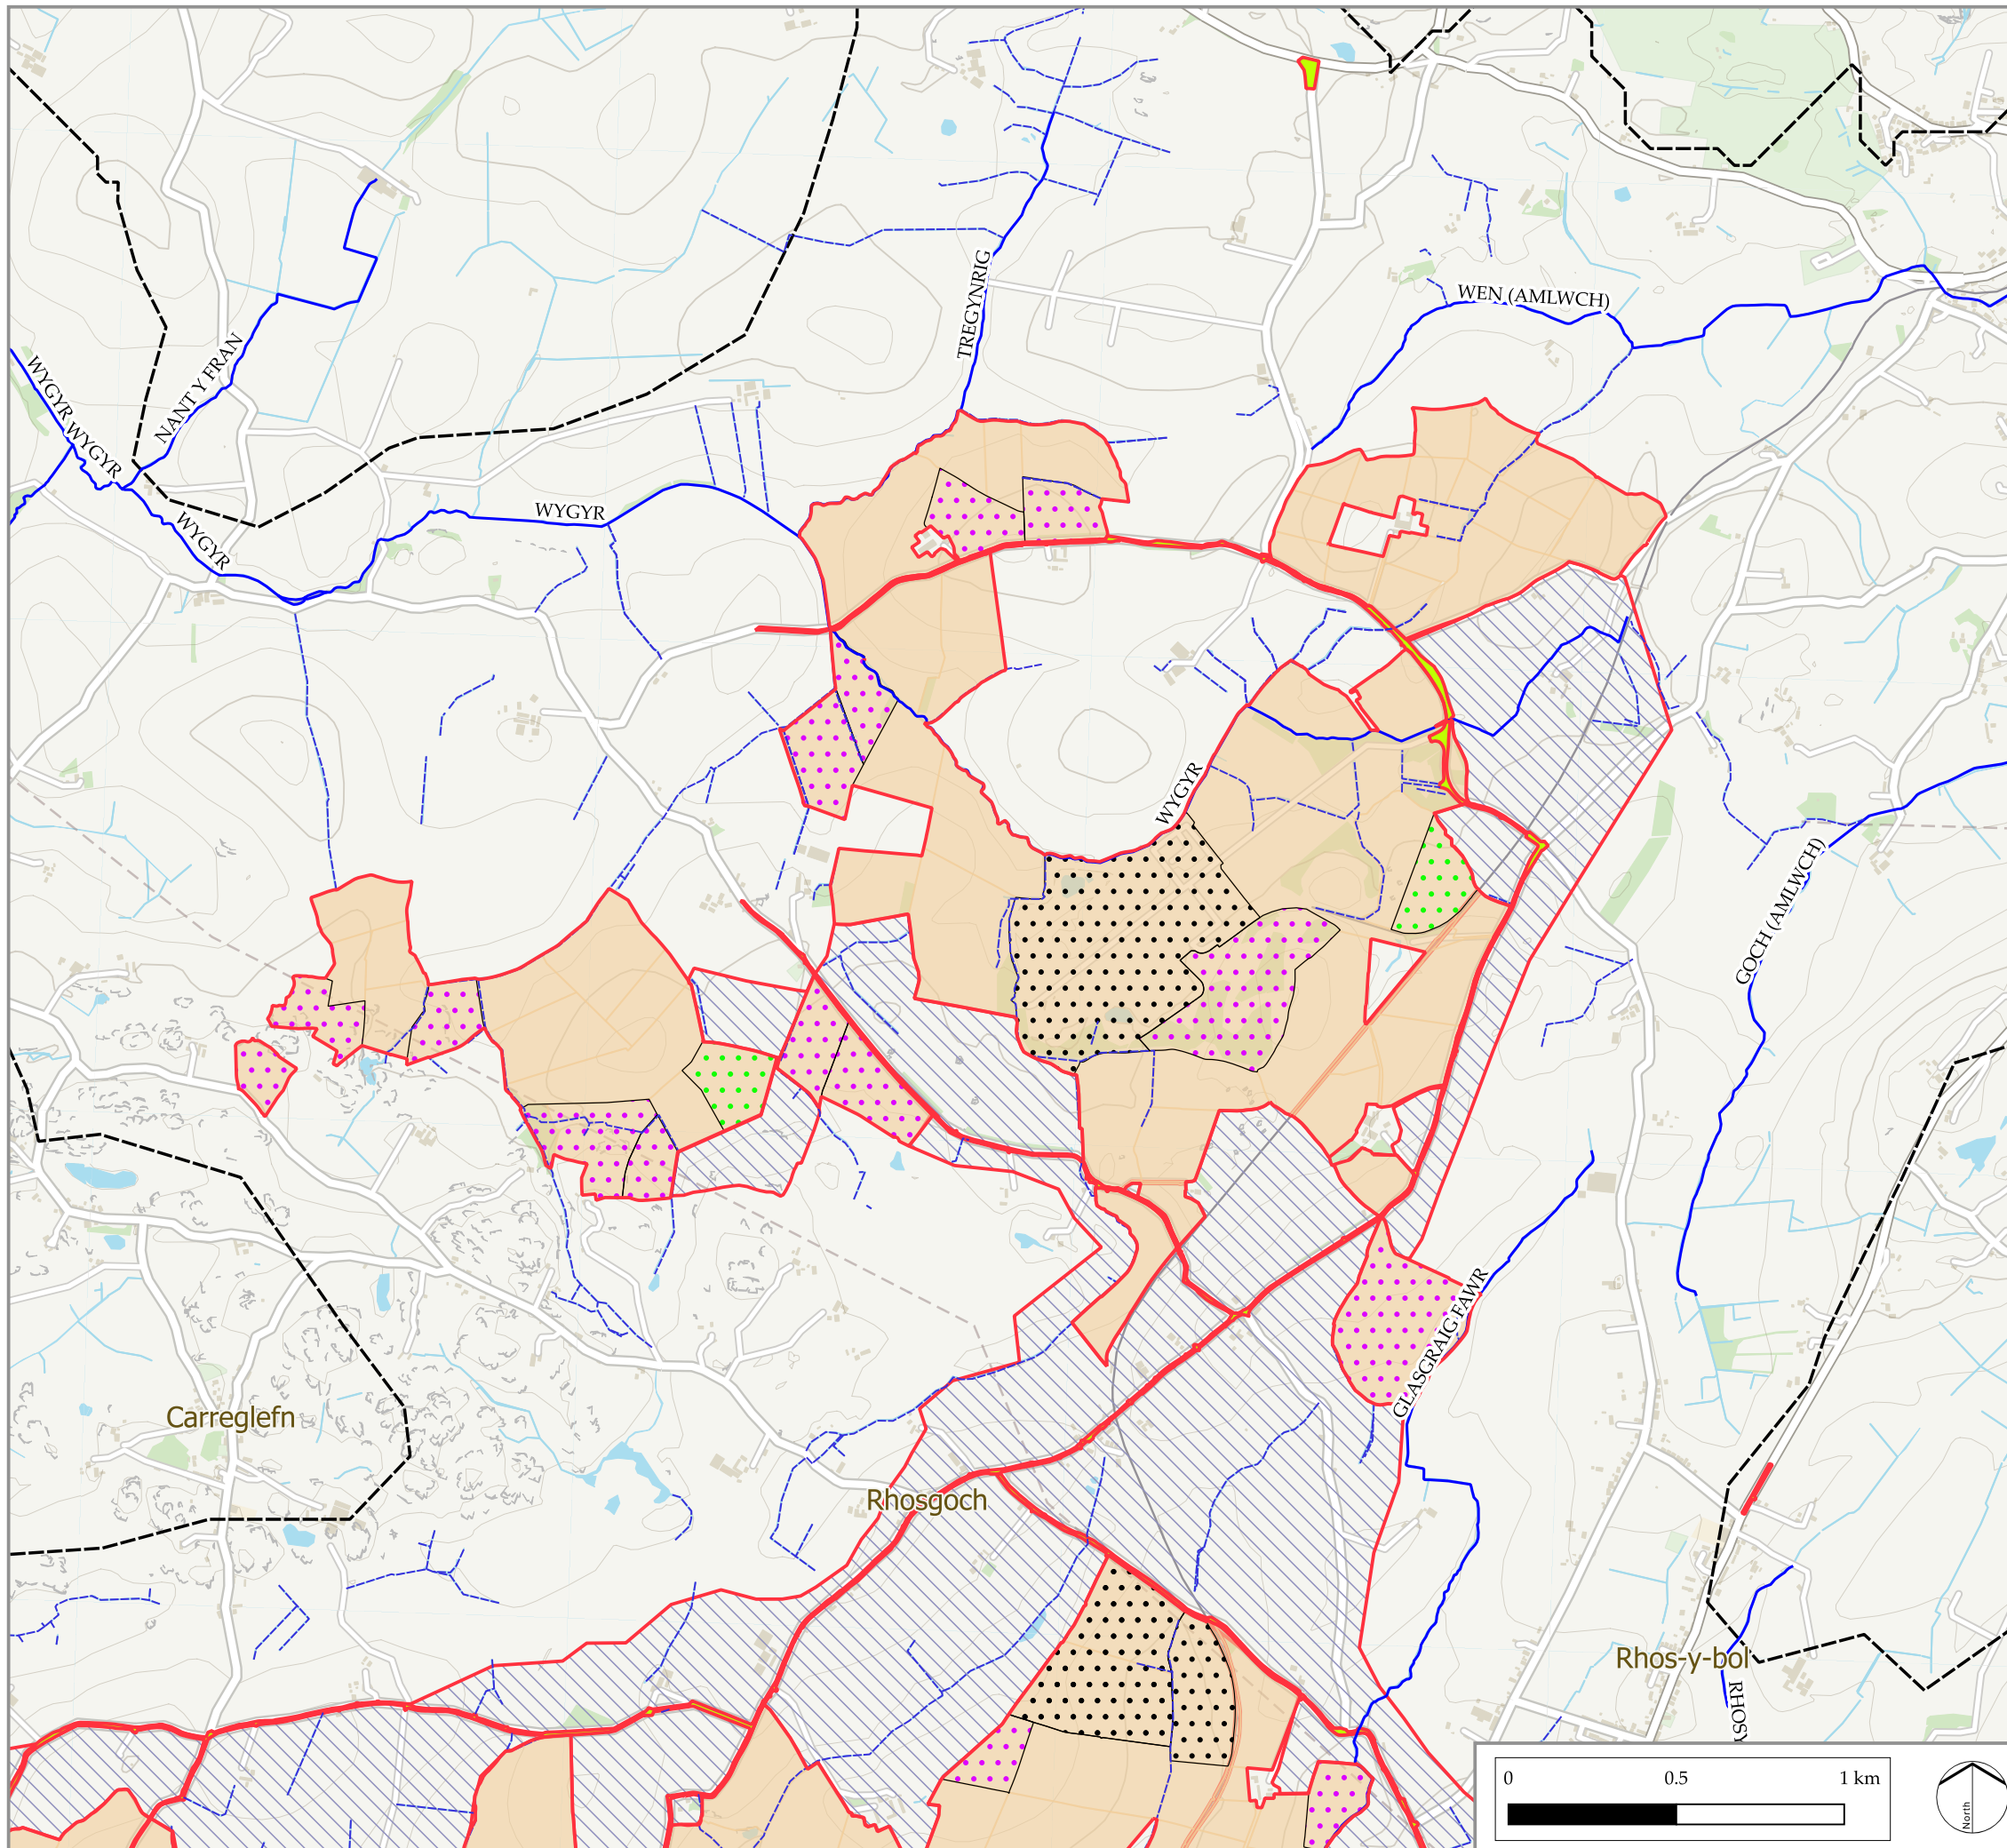 TREGYNRIG
WEN (AMLWCH)
WYGYR
NANT Y FRAN
WYGYR
WYGYR
WYGYR
WYGYR
GOCH (AMLWCH)
GLASGRAIG FAWR
Carreglefn
Rhosgoch
Rhos-y-bol
RHOSY
0 0.5 1 km
North